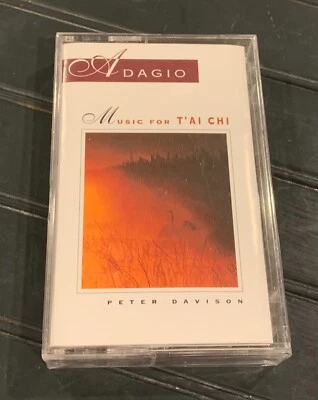 ADAGIO
MUSIC FOR T'AI CHI
PETER DAVISON